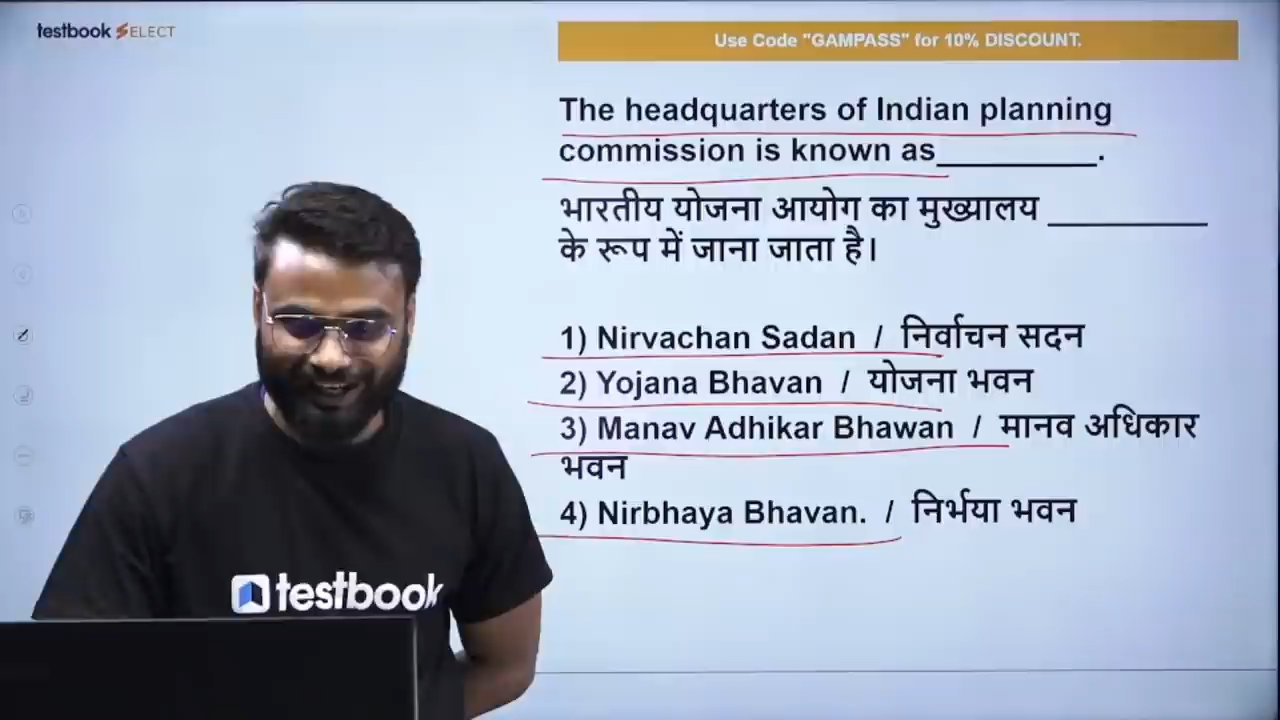 testbook SELECT
Use Code "GAMPASS" for 10% DISCOUNT.
The headquarters of Indian planning
commission is known as__________.
भारतीय योजना आयोग का मुख्यालय __________
के रूप में जाना जाता है।
1) Nirvachan Sadan / निर्वाचन सदन
2) Yojana Bhavan / योजना भवन
3) Manav Adhikar Bhawan / मानव अधिकार
भवन
4) Nirbhaya Bhavan. / निर्भया भवन
testbook